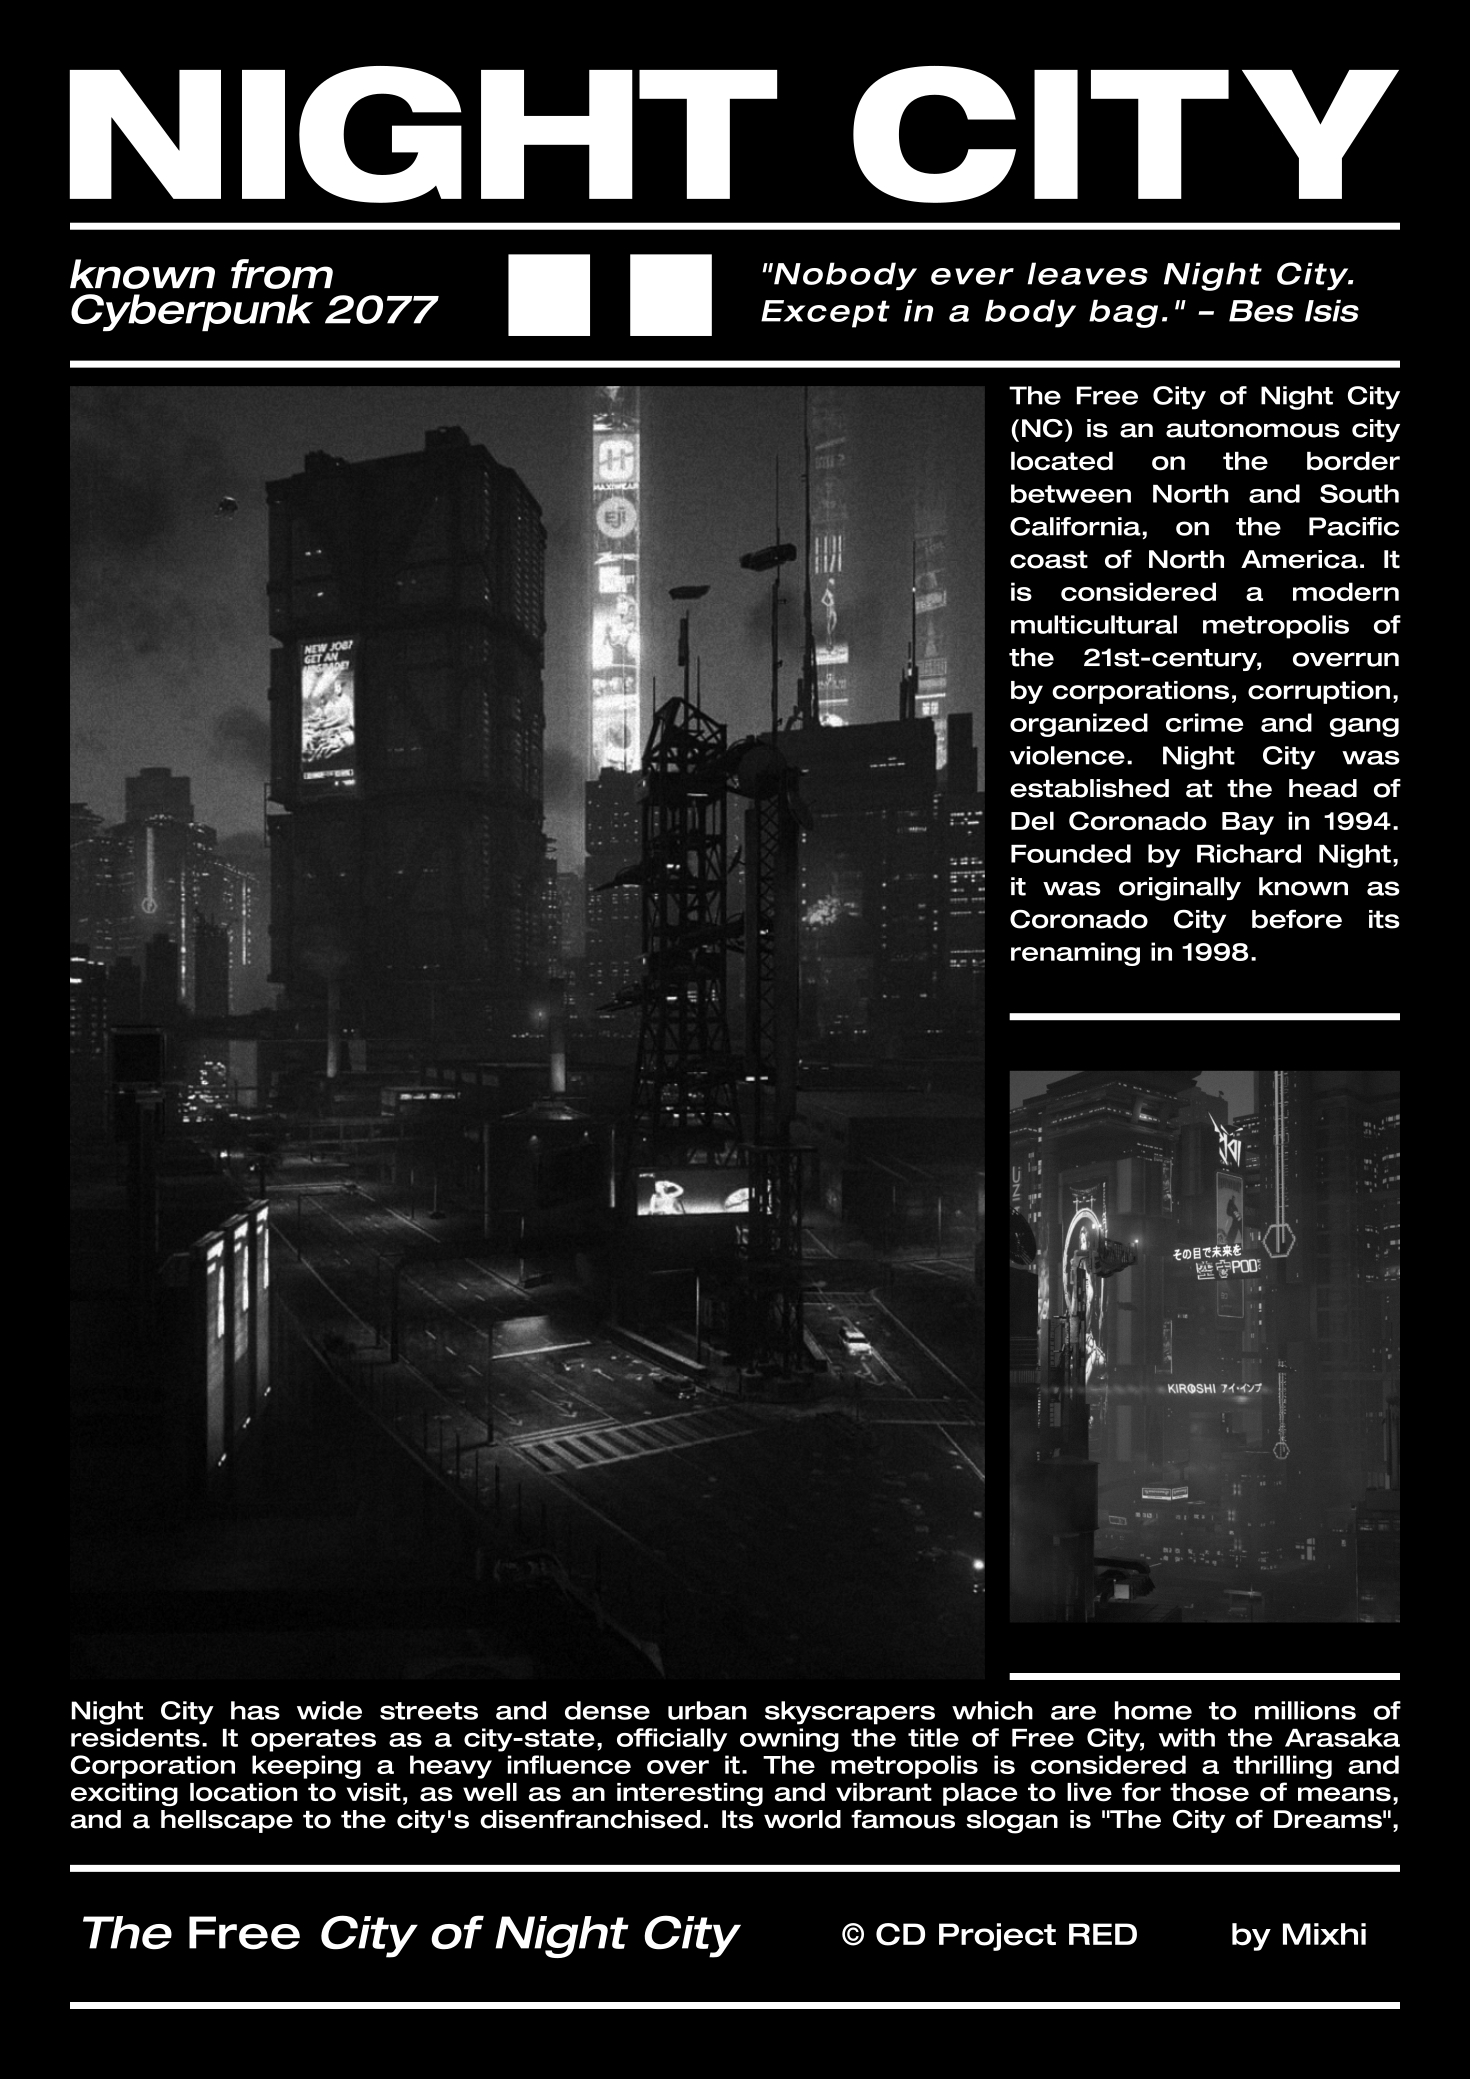 NIGHT CITY
known from
Cyberpunk 2077
"Nobody ever leaves Night City.
Except in a body bag." – Bes Isis
The Free City of Night City
(NC) is an autonomous city
located on the border
between North and South
California, on the Pacific
coast of North America. It
is considered a modern
multicultural metropolis of
the 21st-century, overrun
by corporations, corruption,
organized crime and gang
violence. Night City was
established at the head of
Del Coronado Bay in 1994.
Founded by Richard Night,
it was originally known as
Coronado City before its
renaming in 1998.
MAXIWEAR
Eji
NEW JOB?
GET AN
UPGRADE!
その目で未来を
POD
KIROSHI アイ・インプ
Night City has wide streets and dense urban skyscrapers which are home to millions of
residents. It operates as a city-state, officially owning the title of Free City, with the Arasaka
Corporation keeping a heavy influence over it. The metropolis is considered a thrilling and
exciting location to visit, as well as an interesting and vibrant place to live for those of means,
and a hellscape to the city's disenfranchised. Its world famous slogan is "The City of Dreams",
The Free City of Night City
© CD Project RED
by Mixhi